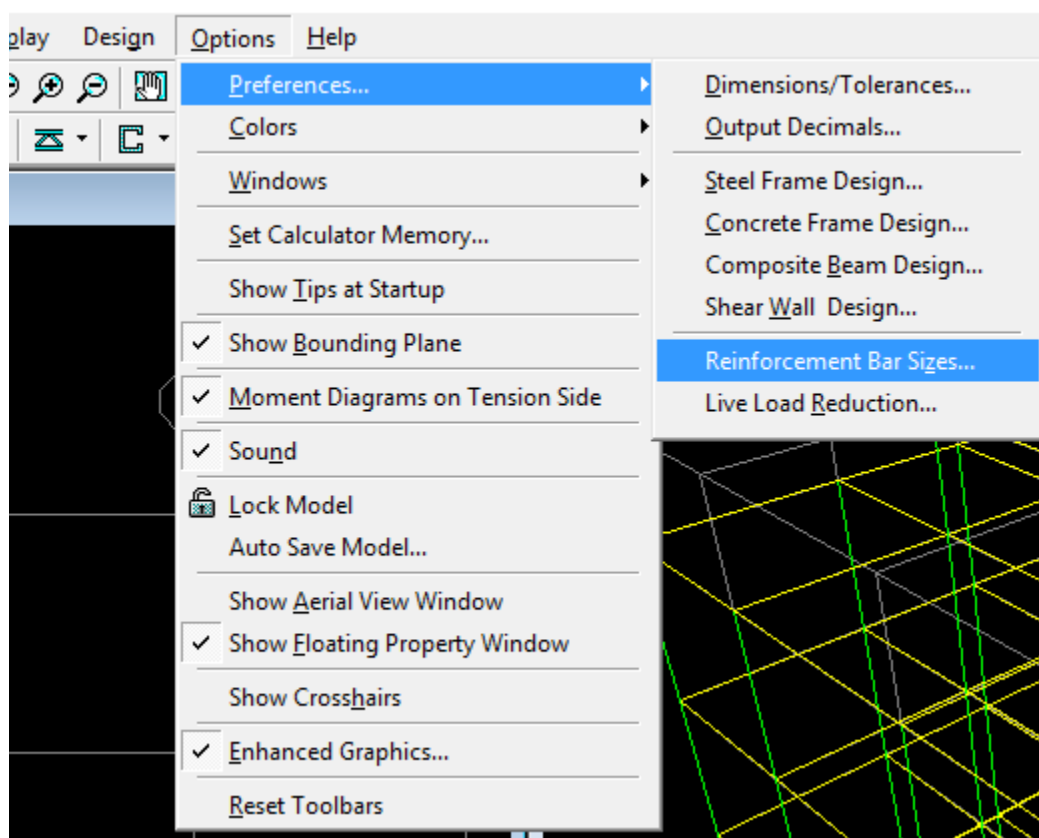 play Design Options Help
Preferences...
Colors
Windows
Set Calculator Memory...
Show Tips at Startup
Show Bounding Plane
Moment Diagrams on Tension Side
Sound
Lock Model
Auto Save Model...
Show Aerial View Window
Show Floating Property Window
Show Crosshairs
Enhanced Graphics...
Reset Toolbars
Dimensions/Tolerances...
Output Decimals...
Steel Frame Design...
Concrete Frame Design...
Composite Beam Design...
Shear Wall Design...
Reinforcement Bar Sizes...
Live Load Reduction...